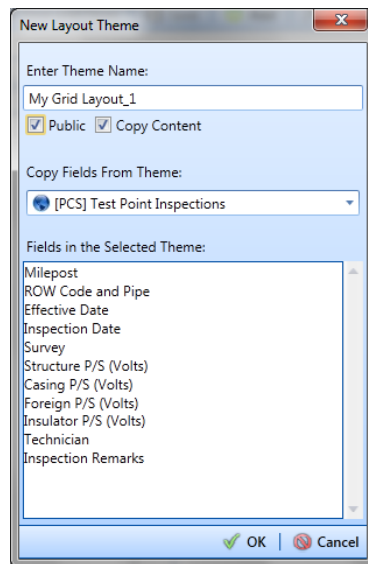 New Layout Theme
Enter Theme Name:
My Grid Layout_1
Public Copy Content
Copy Fields From Theme:
[PCS] Test Point Inspections
Fields in the Selected Theme:
Milepost
ROW Code and Pipe
Effective Date
Inspection Date
Survey
Structure P/S (Volts)
Casing P/S (Volts)
Foreign P/S (Volts)
Insulator P/S (Volts)
Technician
Inspection Remarks
OK | Cancel